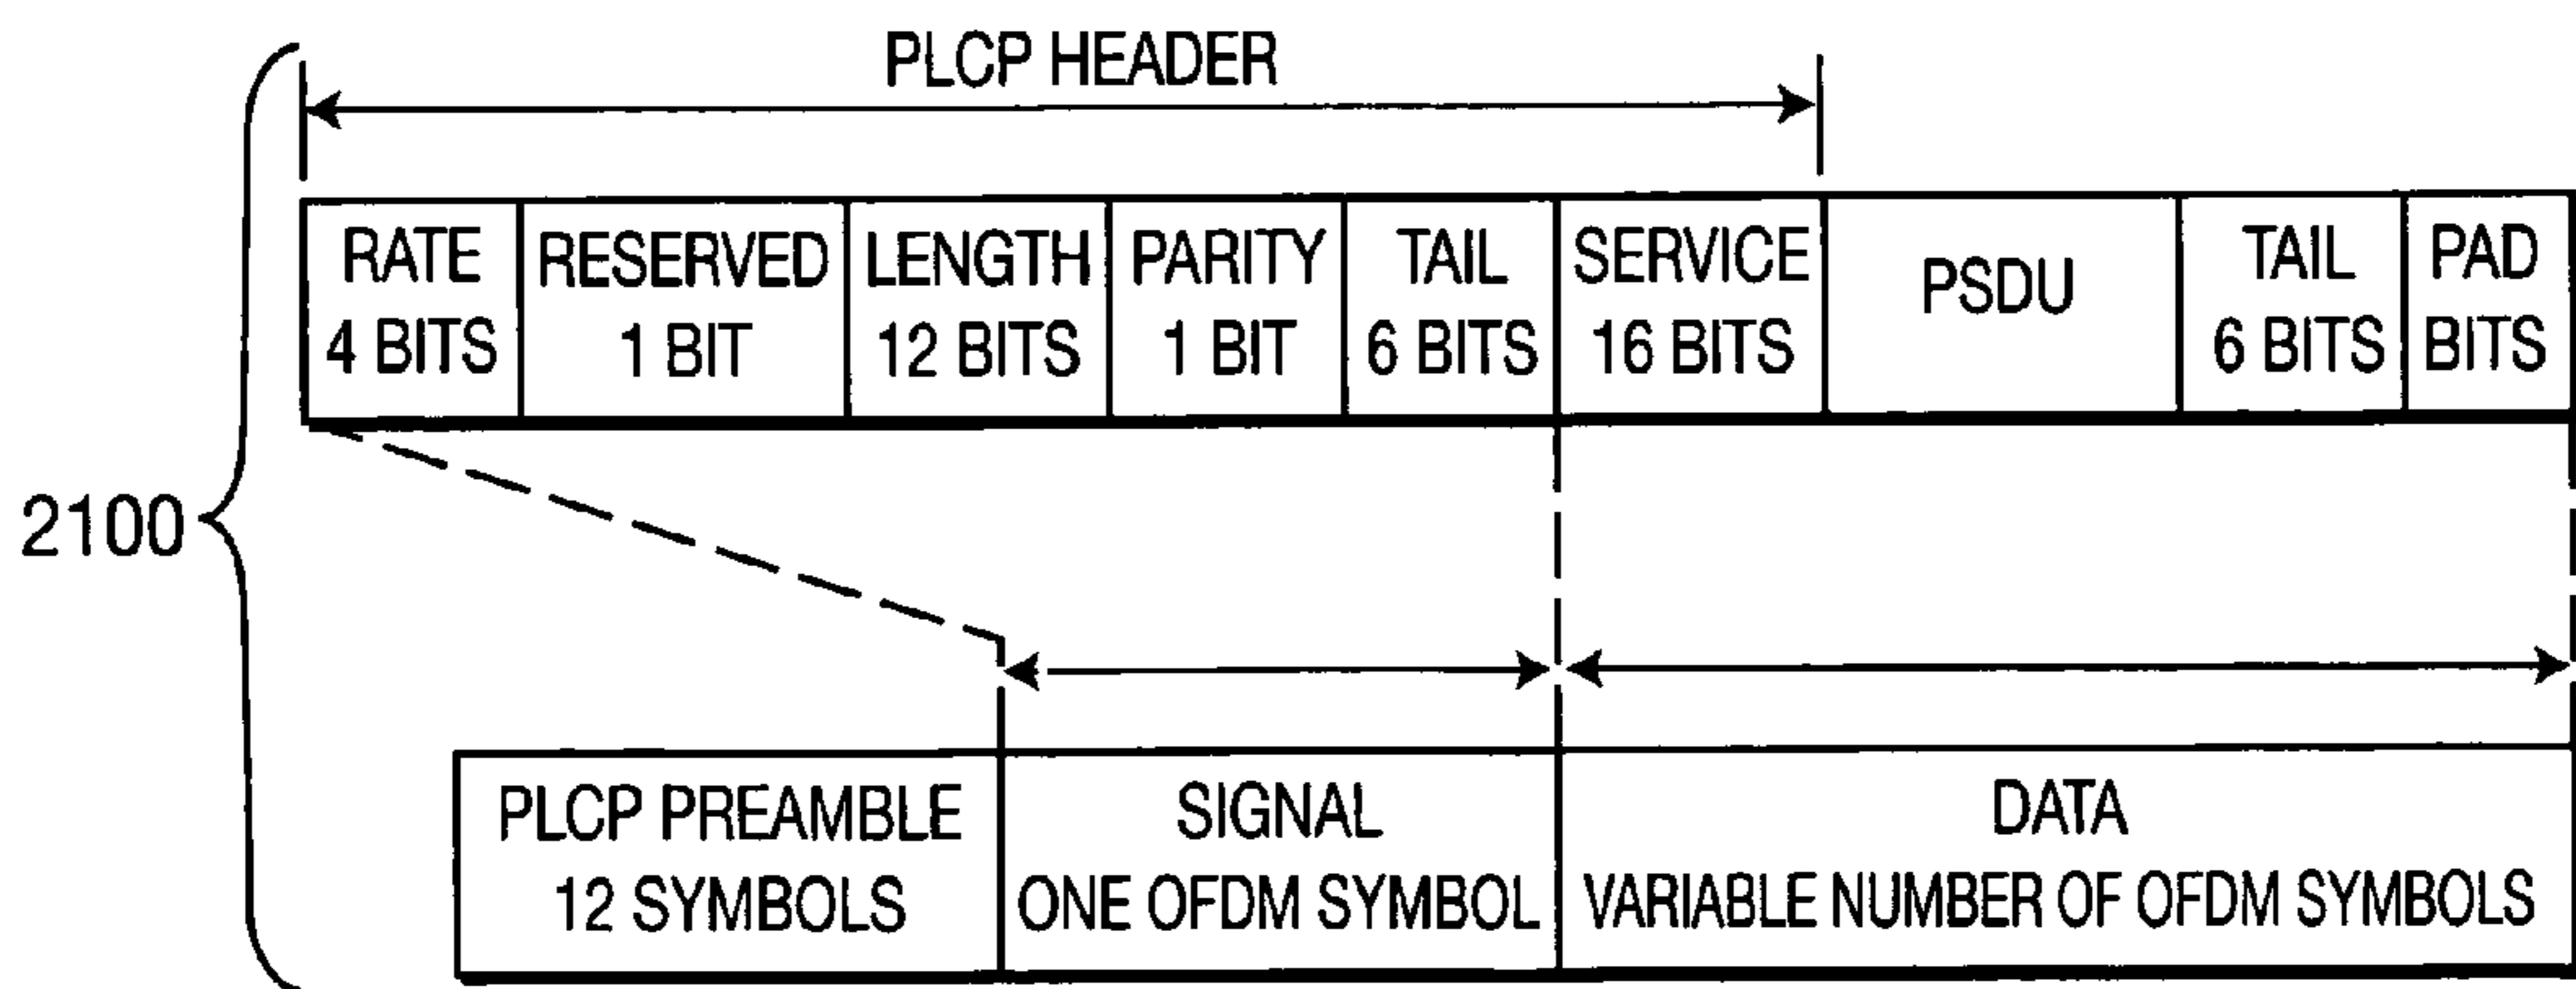 PLCP HEADER
RATE RESERVED LENGTH PARITY TAIL SERVICE PSDU TAIL PAD
4 BITS 1 BIT 12 BITS 1 BIT 6 BITS 16 BITS 6 BITS BITS
2100
PLCP PREAMBLE SIGNAL DATA
12 SYMBOLS ONE OFDM SYMBOL VARIABLE NUMBER OF OFDM SYMBOLS